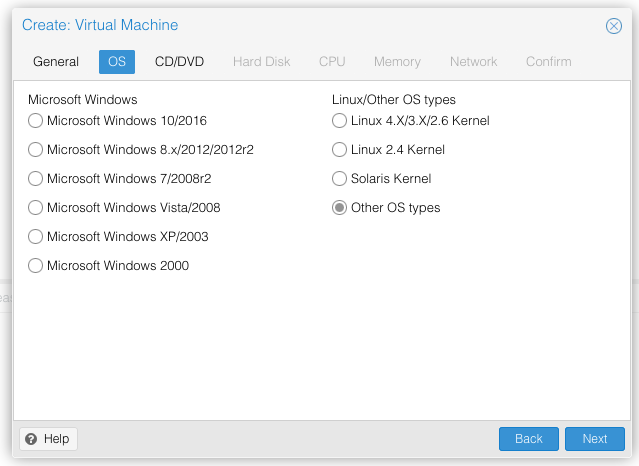 Create: Virtual Machine
General OS CD/DVD Hard Disk CPU Memory Network Confirm
Microsoft Windows
Microsoft Windows 10/2016
Microsoft Windows 8.x/2012/2012r2
Microsoft Windows 7/2008r2
Microsoft Windows Vista/2008
Microsoft Windows XP/2003
Microsoft Windows 2000
Linux/Other OS types
Linux 4.X/3.X/2.6 Kernel
Linux 2.4 Kernel
Solaris Kernel
Other OS types
? Help Back Next